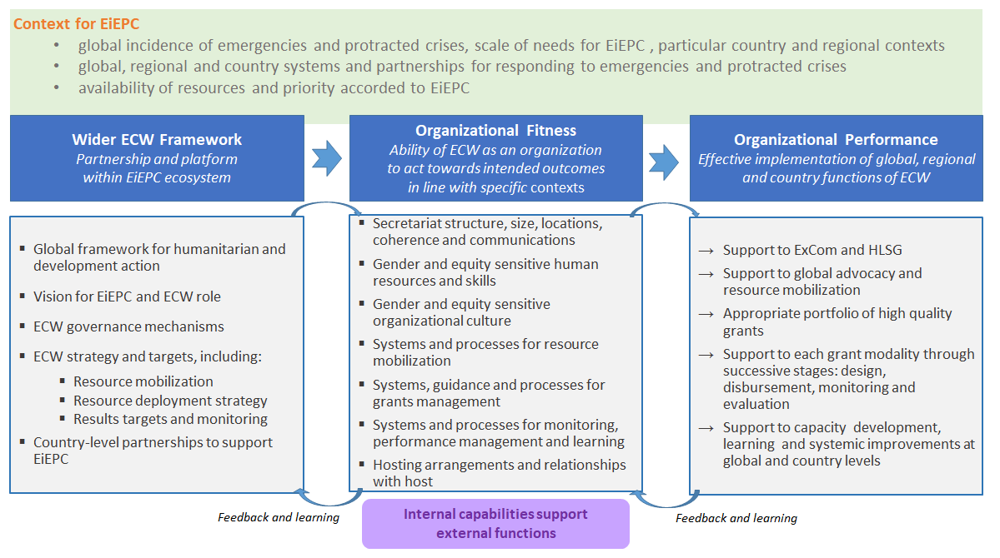 Context for EiEPC
• global incidence of emergencies and protracted crises, scale of needs for EiEPC , particular country and regional contexts
• global, regional and country systems and partnerships for responding to emergencies and protracted crises
• availability of resources and priority accorded to EiEPC
Wider ECW Framework
Partnership and platform
within EiEPC ecosystem
▪ Global framework for humanitarian and
development action
▪ Vision for EiEPC and ECW role
▪ ECW governance mechanisms
▪ ECW strategy and targets, including:
▪ Resource mobilization
▪ Resource deployment strategy
▪ Results targets and monitoring
▪ Country-level partnerships to support
EiEPC
Organizational Fitness
Ability of ECW as an organization
to act towards intended outcomes
in line with specific contexts
▪ Secretariat structure, size, locations,
coherence and communications
▪ Gender and equity sensitive human
resources and skills
▪ Gender and equity sensitive
organizational culture
▪ Systems and processes for resource
mobilization
▪ Systems, guidance and processes for
grants management
▪ Systems and processes for monitoring,
performance management and learning
▪ Hosting arrangements and relationships
with host
Organizational Performance
Effective implementation of global, regional
and country functions of ECW
→ Support to ExCom and HLSG
→ Support to global advocacy and
resource mobilization
→ Appropriate portfolio of high quality
grants
→ Support to each grant modality through
successive stages: design,
disbursement, monitoring and
evaluation
→ Support to capacity development,
learning and systemic improvements at
global and country levels
Feedback and learning
Internal capabilities support
external functions
Feedback and learning